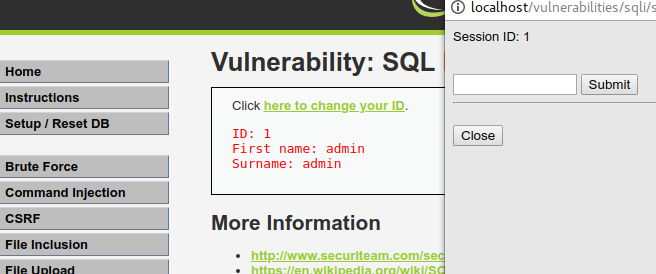 localhost/vulnerabilities/sqli/s
Session ID: 1
Submit
Close
Vulnerability: SQL
Home
Instructions
Setup / Reset DB
Brute Force
Command Injection
CSRF
File Inclusion
File Upload
Click here to change your ID.
ID: 1
First name: admin
Surname: admin
More Information
http://www.securiteam.com/sec
https://en.wikipedia.org/wiki/SQ